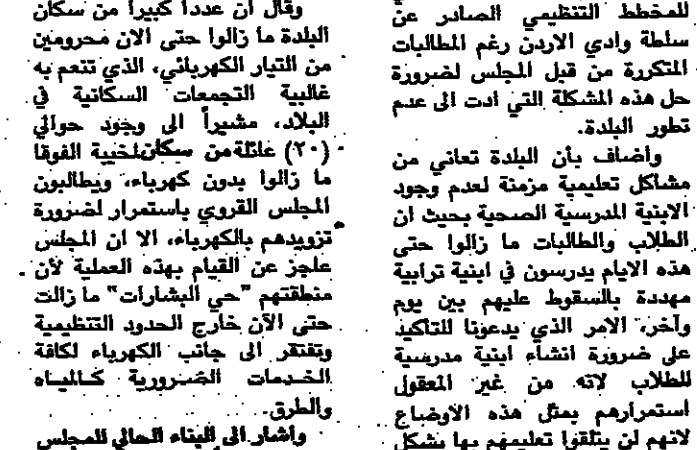 للمخطط التنظيمي الصادر عن
سلطة وادي الاردن رغم المطالبات
المتكررة من قبل المجلس لضرورة
حل هذه المشكلة التي ادت الى عدم
تطور البلدة.
وأضاف بأن البلدة تعاني من
مشاكل تعليمية مزمنة لعدم وجود
الابنية المدرسية الصحية بحيث ان
الطلاب والطالبات ما زالوا حتى
هذه الايام يدرسون في ابنية ترابية
مهددة بالسقوط عليهم بين يوم
وآخر، الامر الذي يدعونا للتأكيد
على ضرورة انشاء ابنية مدرسية
للطلاب لانه من غير المعقول
استمرارهم بمثل هذه الاوضاع
لانهم لن يتلقوا تعليمهم بها بشكل
وقال ان عدداً كبيراً من سكان
البلدة ما زالوا حتى الان محرومين
من التيار الكهربائي، الذي تنعم به
غالبية التجمعات السكانية في
البلاد، مشيراً الى وجود حوالي
(٢٠) عائلة من سكان لخيبة الفوقا
ما زالوا بدون كهرباء، ويطالبون
المجلس القروي باستمرار لضرورة
تزويدهم بالكهرباء، الا ان المجلس
عاجز عن القيام بهذه العملية لأن
منطقتهم "حي البشارات" ما زالت
حتى الآن خارج الحدود التنظيمية
وتفتقر الى جانب الكهرباء لكافة
الخدمات الضرورية كالمياه
والطرق.
واشار الى البناء الحالي للمجلس